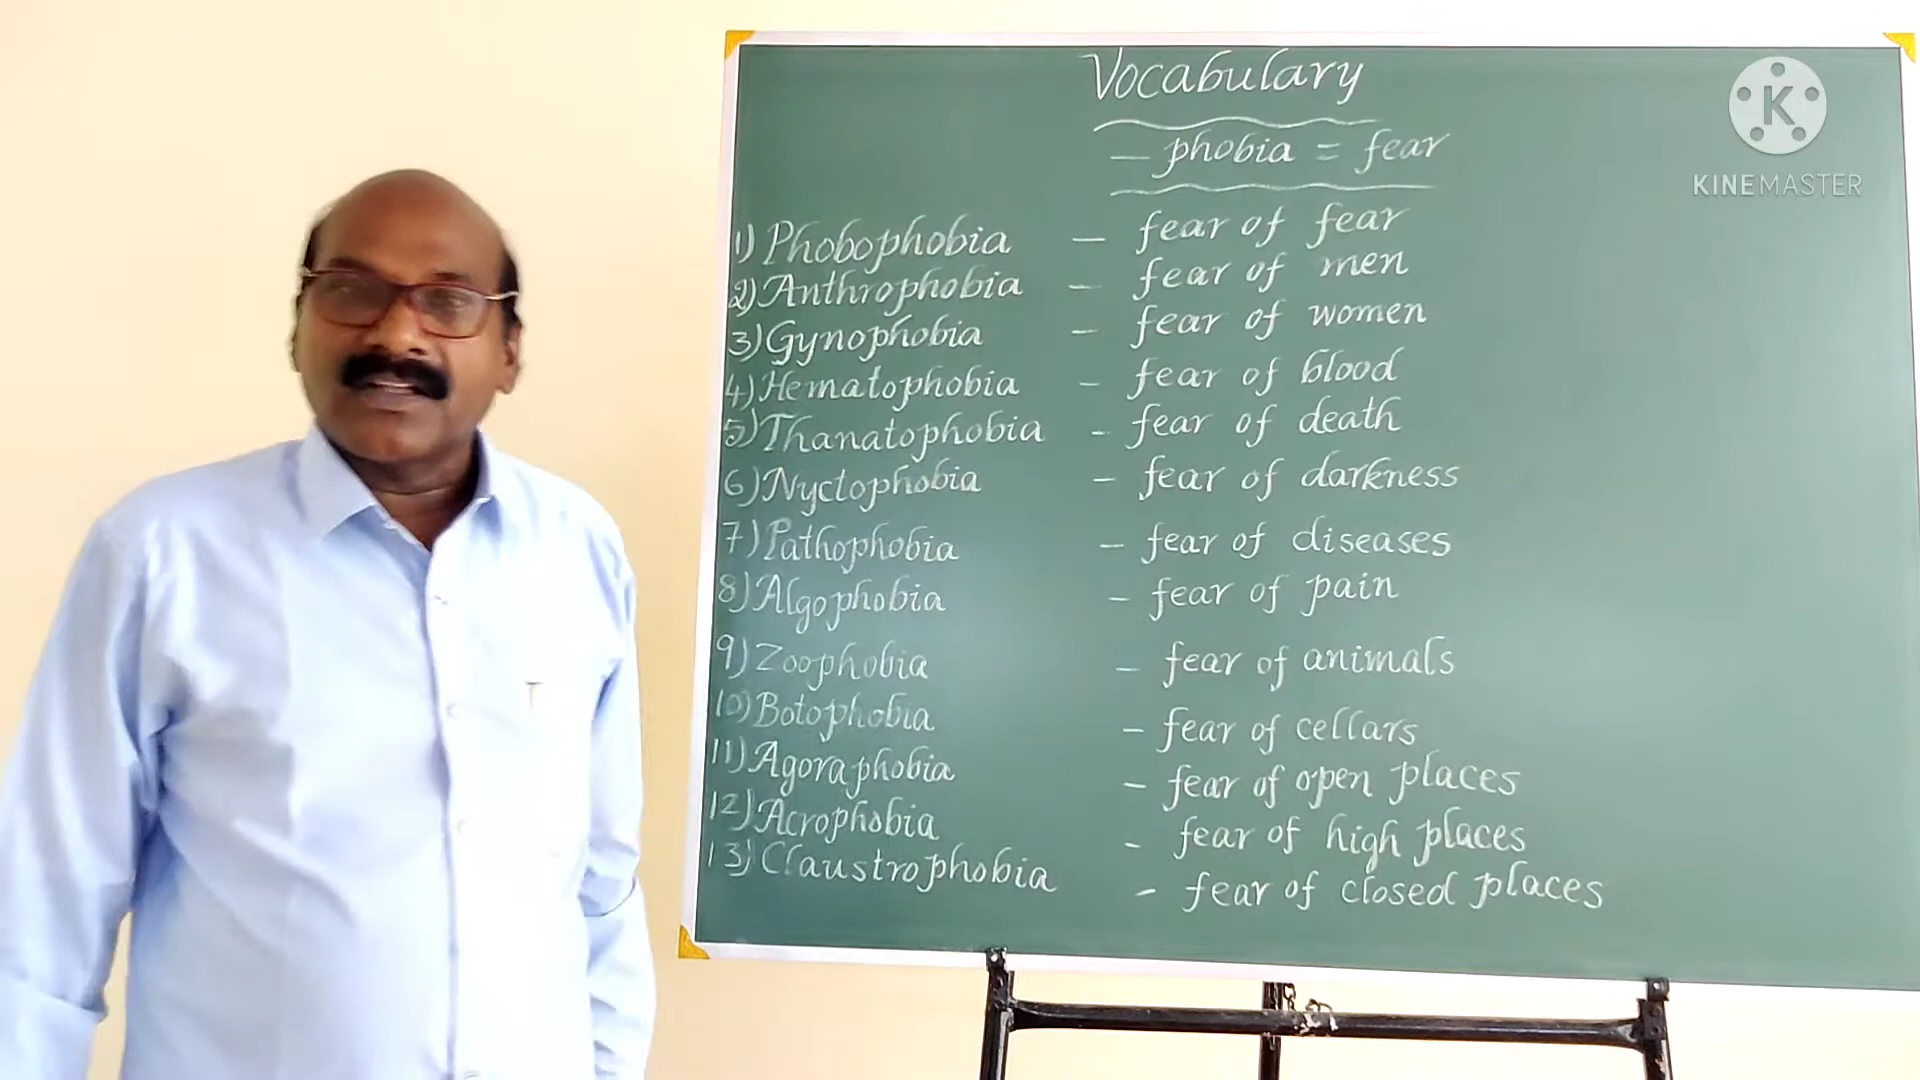 Vocabulary
– phobia = fear
1) Phobophobia – fear of fear
2) Anthrophobia – fear of men
3) Gynophobia – fear of women
4) Hematophobia – fear of blood
5) Thanatophobia – fear of death
6) Nyctophobia – fear of darkness
7) Pathophobia – fear of diseases
8) Algophobia – fear of pain
9) Zoophobia – fear of animals
10) Botophobia – fear of cellars
11) Agoraphobia – fear of open places
12) Acrophobia – fear of high places
13) Claustrophobia – fear of closed places
K
KINEMASTER